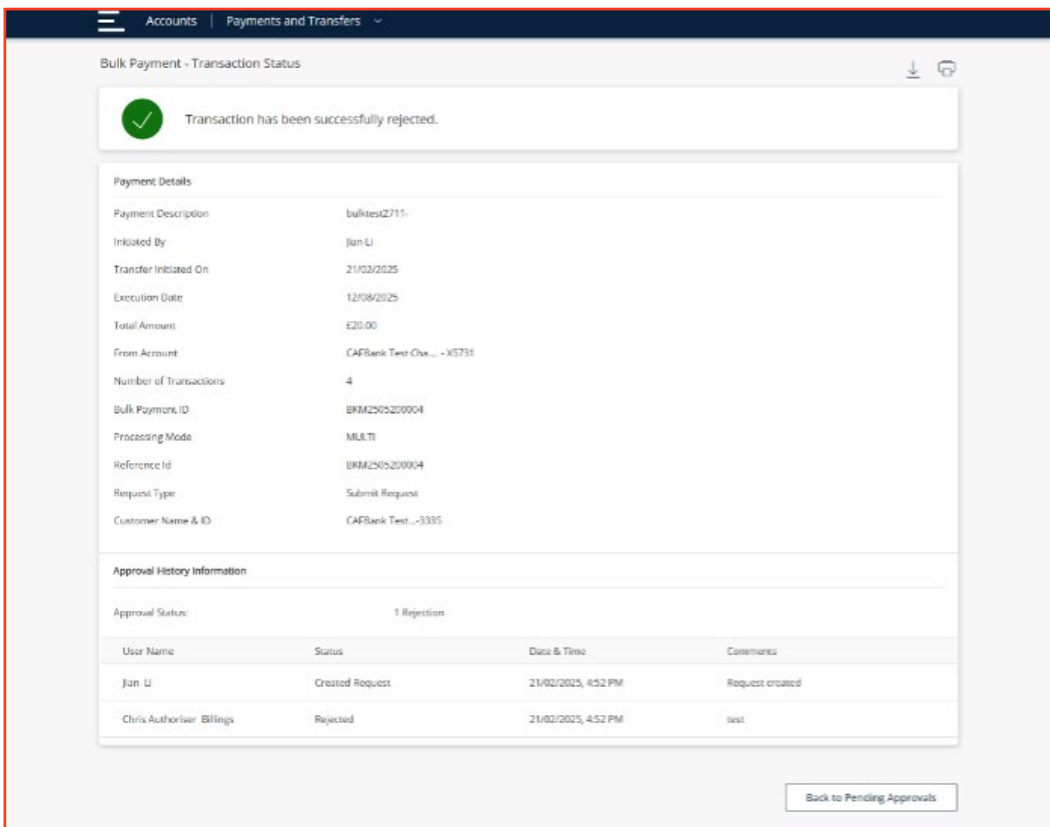 Accounts | Payments and Transfers
Bulk Payment - Transaction Status
Transaction has been successfully rejected.
Payment Details
Payment Description bulktest2711-
Initiated By Jian Li
Transfer Initiated On 21/02/2025
Execution Date 12/08/2025
Total Amount £20.00
From Account CAFBank Test Cha... - X5731
Number of Transactions 4
Bulk Payment ID BKM2505200004
Processing Mode MULTI
Reference Id BKM2505200004
Request Type Submit Request
Customer Name & ID CAFBank Test...-3335
Approval History Information
Approval Status: 1 Rejection
User Name Status Date & Time Comments
Jian Li Created Request 21/02/2025, 4:52 PM Request created
Chris Authoriser Billings Rejected 21/02/2025, 4:52 PM test
Back to Pending Approvals